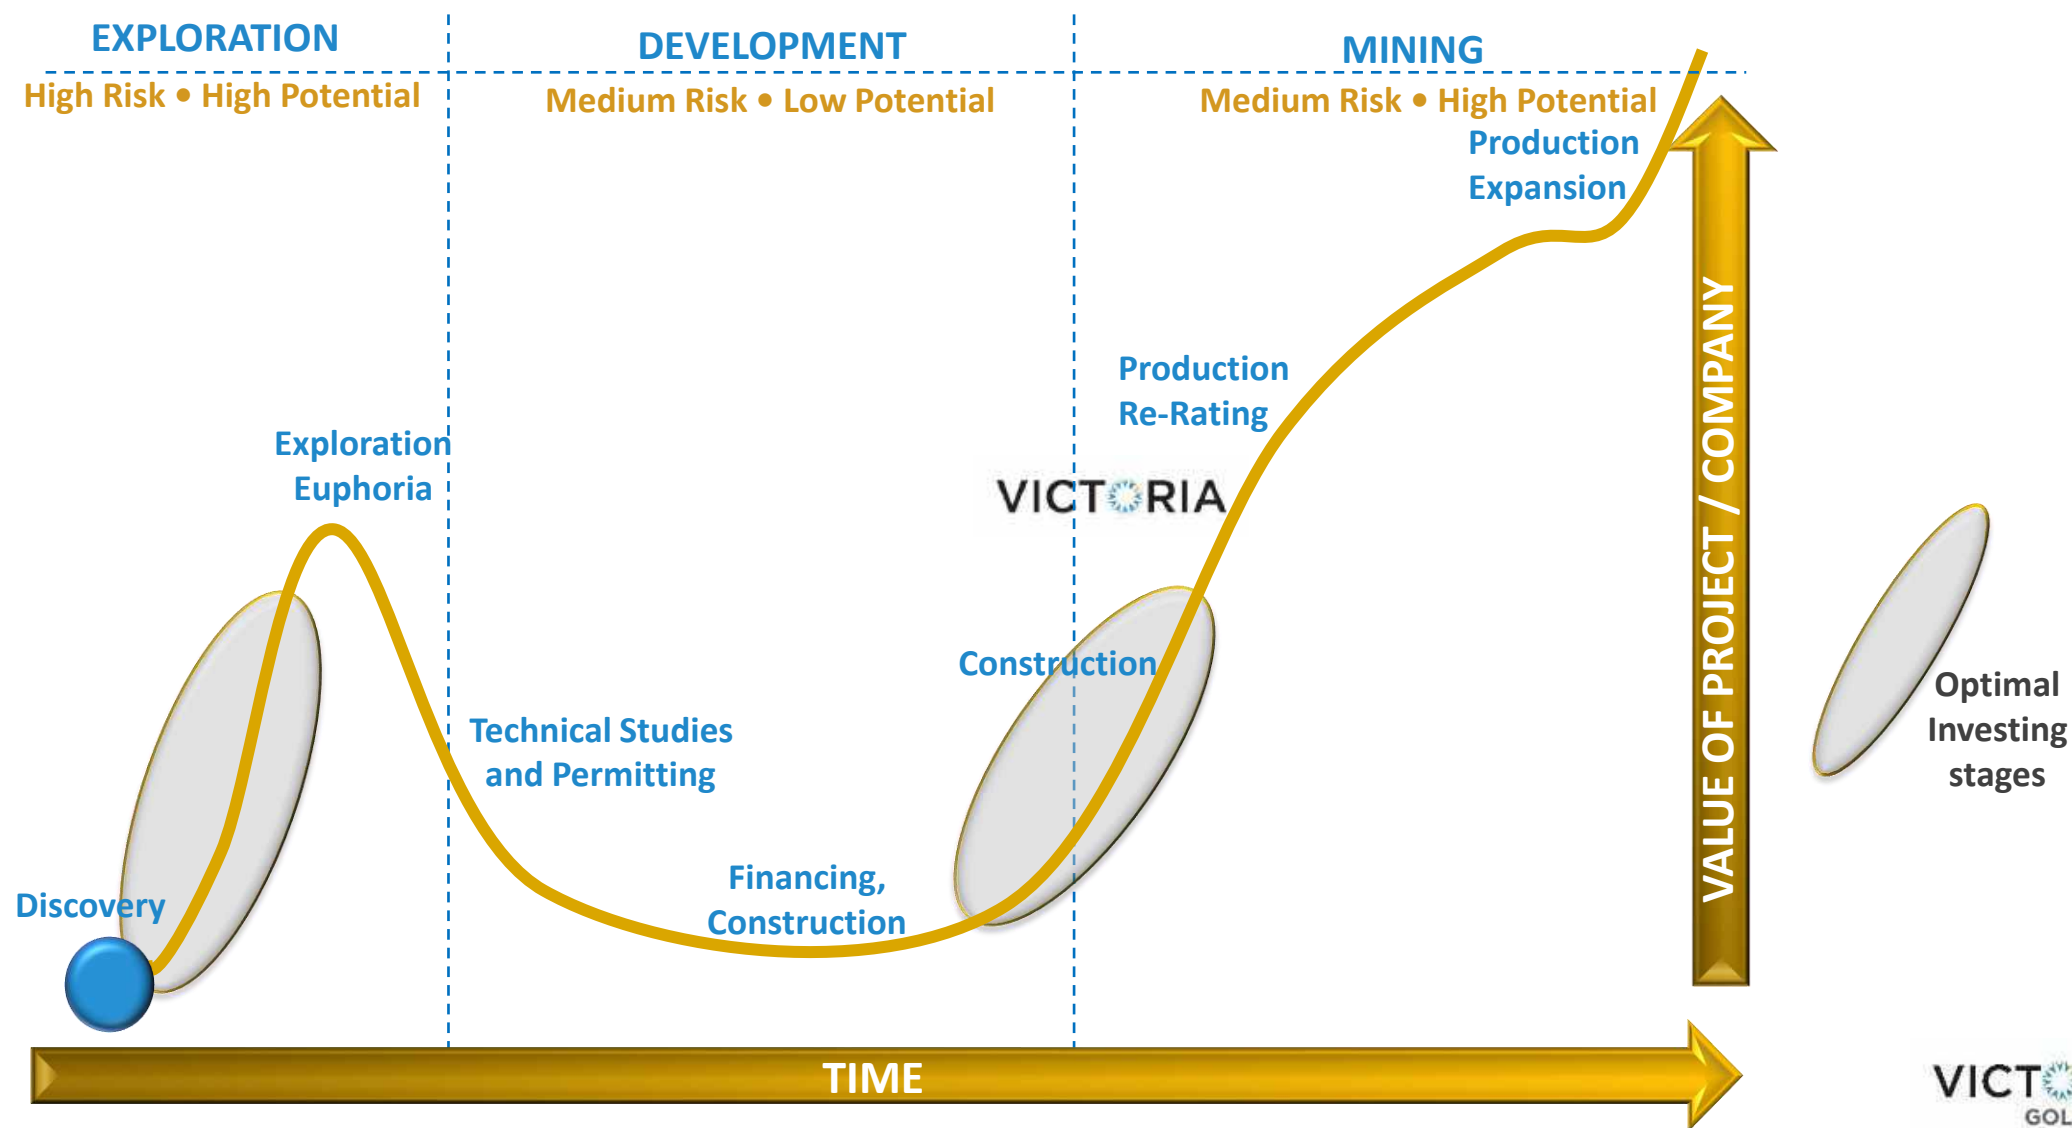 EXPLORATION
DEVELOPMENT
MINING
High Risk • High Potential
Medium Risk • Low Potential
Medium Risk • High Potential
Production
Expansion
Production
Re-Rating
Exploration
Euphoria
VICTORIA
Construction
Technical Studies
and Permitting
Financing,
Construction
Discovery
VALUE OF PROJECT / COMPANY
Optimal
Investing
stages
TIME
VICTO
GOL